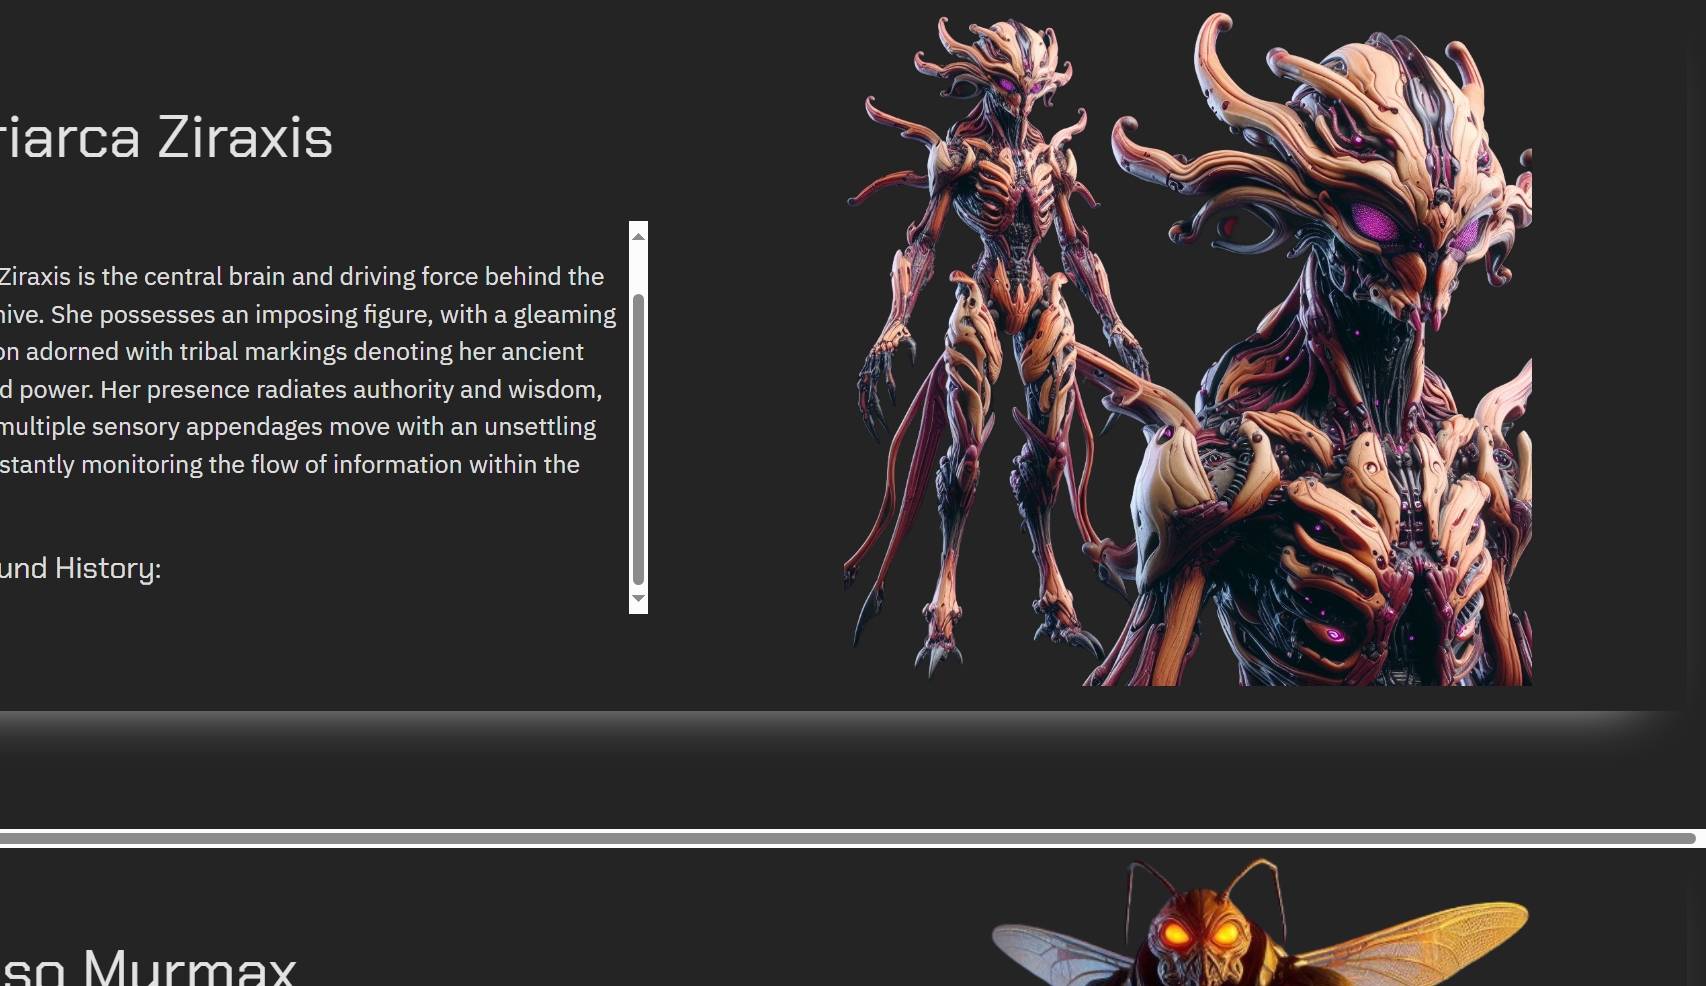 riarca Ziraxis
Ziraxis is the central brain and driving force behind the
hive. She possesses an imposing figure, with a gleaming
on adorned with tribal markings denoting her ancient
d power. Her presence radiates authority and wisdom,
multiple sensory appendages move with an unsettling
stantly monitoring the flow of information within the
und History:
so Murmax